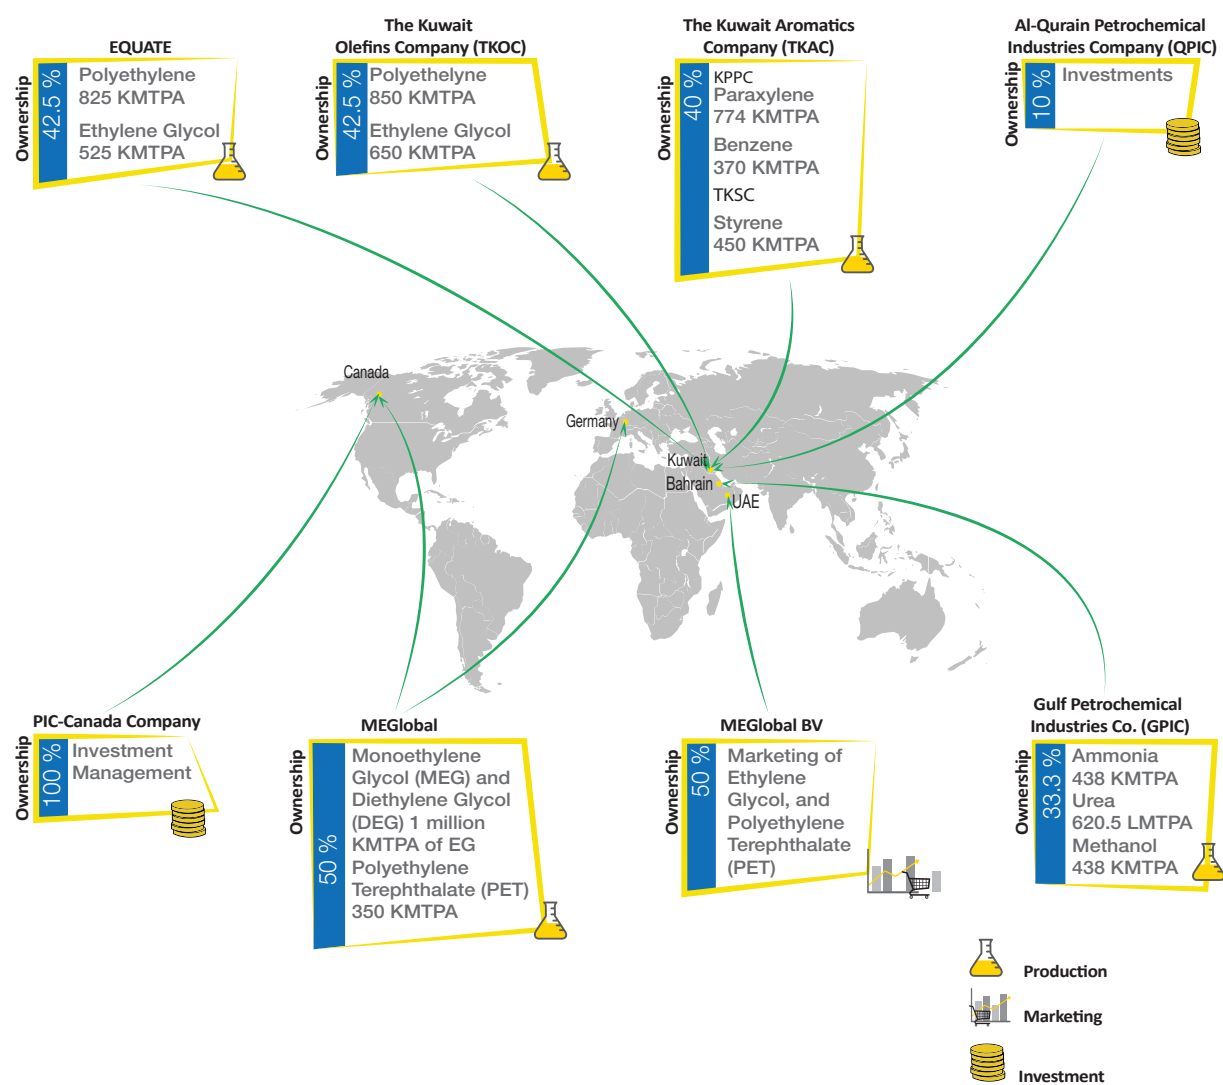 EQUATE
Ownership
42.5 %
Polyethylene
825 KMTPA
Ethylene Glycol
525 KMTPA
The Kuwait
Olefins Company (TKOC)
Ownership
42.5 %
Polyethelyne
850 KMTPA
Ethylene Glycol
650 KMTPA
The Kuwait Aromatics
Company (TKAC)
Ownership
40 %
KPPC
Paraxylene
774 KMTPA
Benzene
370 KMTPA
TKSC
Styrene
450 KMTPA
Al-Qurain Petrochemical
Industries Company (QPIC)
Ownership
10 %
Investments
Canada
Germany
Kuwait
Bahrain
UAE
PIC-Canada Company
Ownership
100 %
Investment
Management
MEGlobal
Ownership
50 %
Monoethylene
Glycol (MEG) and
Diethylene Glycol
(DEG) 1 million
KMTPA of EG
Polyethylene
Terephthalate (PET)
350 KMTPA
MEGlobal BV
Ownership
50 %
Marketing of
Ethylene
Glycol, and
Polyethylene
Terephthalate
(PET)
Gulf Petrochemical
Industries Co. (GPIC)
Ownership
33.3 %
Ammonia
438 KMTPA
Urea
620.5 LMTPA
Methanol
438 KMTPA
Production
Marketing
Investment